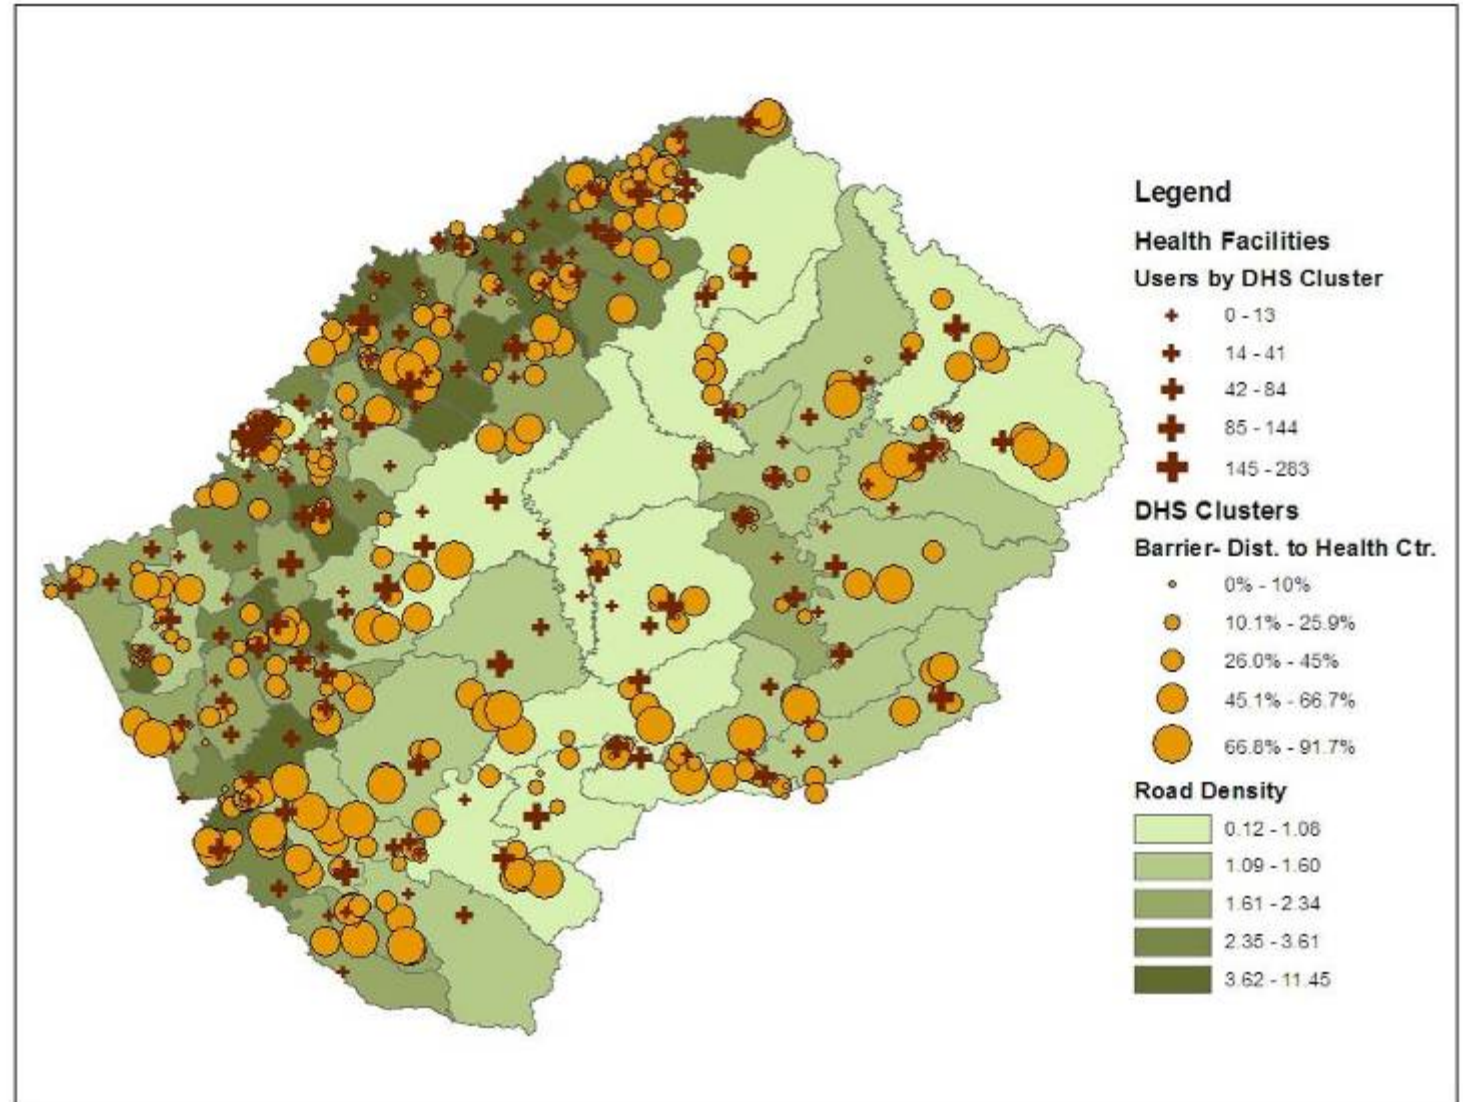 Legend
Health Facilities
Users by DHS Cluster
0 - 13
14 - 41
42 - 84
85 - 144
145 - 283
DHS Clusters
Barrier- Dist. to Health Ctr.
0% - 10%
10.1% - 25.9%
26.0% - 45%
45.1% - 66.7%
66.8% - 91.7%
Road Density
0.12 - 1.08
1.09 - 1.60
1.61 - 2.34
2.35 - 3.61
3.62 - 11.45